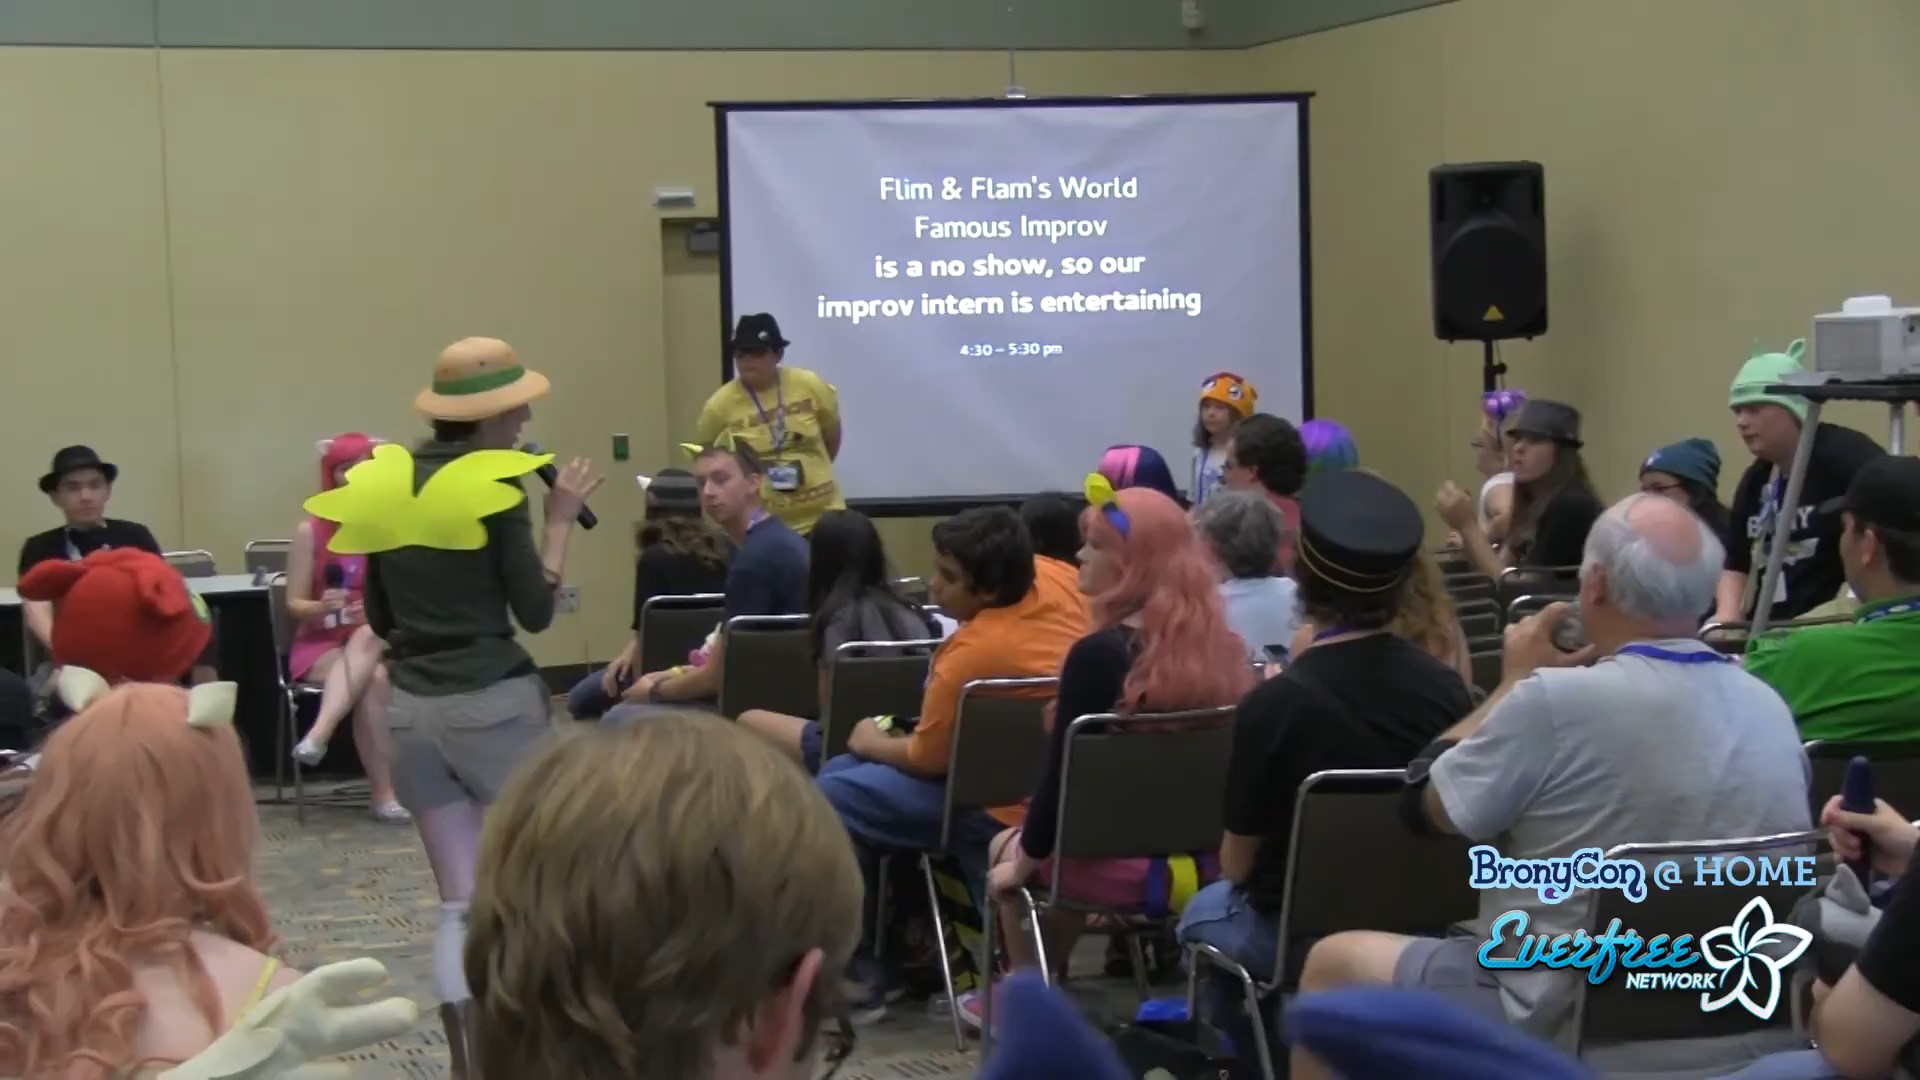 Flim & Flam's World
Famous Improv
is a no show, so our
improv intern is entertaining
4:30 – 5:30 pm
BronyCon @ HOME
Everfree
NETWORK